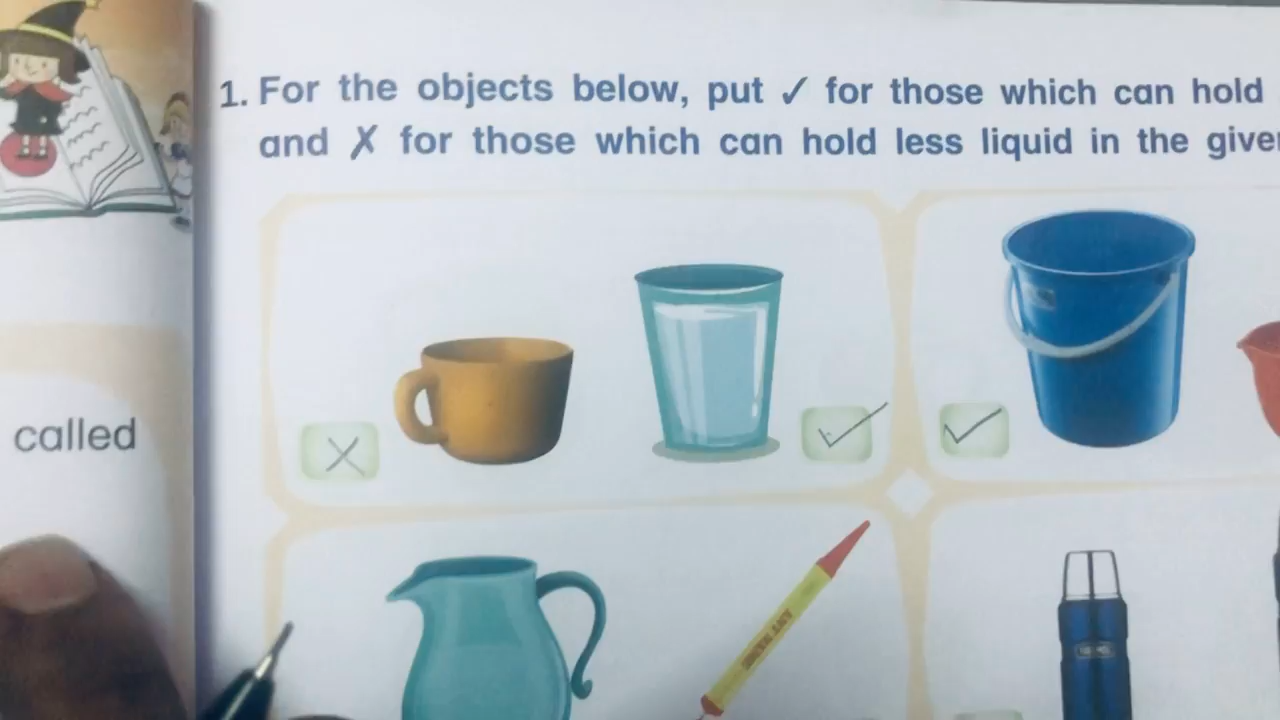 1. For the objects below, put ✓ for those which can hold
and ✗ for those which can hold less liquid in the given
called